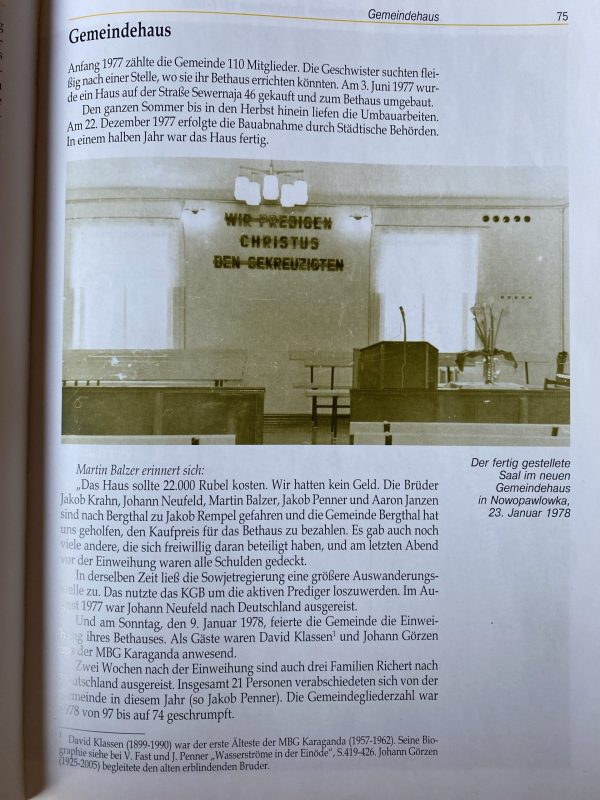 Gemeindehaus 75
Gemeindehaus
Anfang 1977 zählte die Gemeinde 110 Mitglieder. Die Geschwister suchten flei-
ßig nach einer Stelle, wo sie ihr Bethaus errichten könnten. Am 3. Juni 1977 wur-
de ein Haus auf der Straße Sewernaja 46 gekauft und zum Bethaus umgebaut.
Den ganzen Sommer bis in den Herbst hinein liefen die Umbauarbeiten.
Am 22. Dezember 1977 erfolgte die Bauabnahme durch Städtische Behörden.
In einem halben Jahr war das Haus fertig.
WIR PREDIGEN
CHRISTUS
DEN GEKREUZIGTEN
Der fertig gestellete
Saal im neuen
Gemeindehaus
in Nowopawlowka,
23. Januar 1978
Martin Balzer erinnert sich:
„Das Haus sollte 22.000 Rubel kosten. Wir hatten kein Geld. Die Brüder
Jakob Krahn, Johann Neufeld, Martin Balzer, Jakob Penner und Aaron Janzen
sind nach Bergthal zu Jakob Rempel gefahren und die Gemeinde Bergthal hat
uns geholfen, den Kaufpreis für das Bethaus zu bezahlen. Es gab auch noch
viele andere, die sich freiwillig daran beteiligt haben, und am letzten Abend
vor der Einweihung waren alle Schulden gedeckt.
In derselben Zeit ließ die Sowjetregierung eine größere Auswanderungs-
welle zu. Das nutzte das KGB um die aktiven Prediger loszuwerden. Im Au-
gust 1977 war Johann Neufeld nach Deutschland ausgereist.
Und am Sonntag, den 9. Januar 1978, feierte die Gemeinde die Einwei-
hung ihres Bethauses. Als Gäste waren David Klassen¹ und Johann Görzen
aus der MBG Karaganda anwesend.
Zwei Wochen nach der Einweihung sind auch drei Familien Richert nach
Deutschland ausgereist. Insgesamt 21 Personen verabschiedeten sich von der
Gemeinde in diesem Jahr (so Jakob Penner). Die Gemeindegliederzahl war
1978 von 97 bis auf 74 geschrumpft.
¹ David Klassen (1899-1990) war der erste Älteste der MBG Karaganda (1957-1962). Seine Bio-
graphie siehe bei V. Fast und J. Penner „Wasserströme in der Einöde“, S.419-426. Johann Görzen
(1925-2005) begleitete den alten erblindenden Bruder.